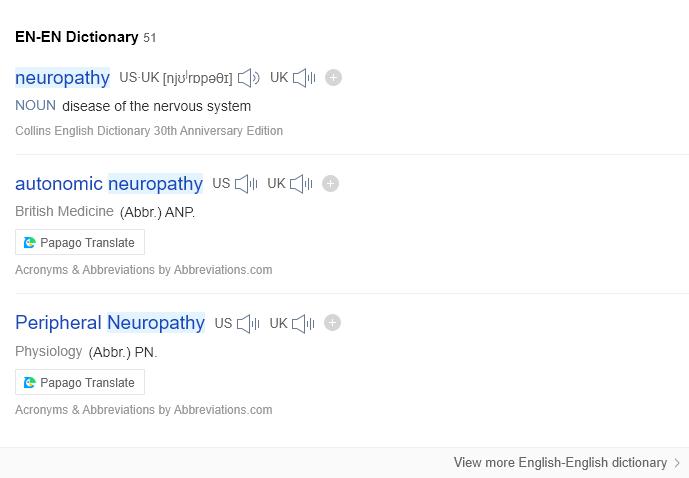 EN-EN Dictionary 51
neuropathy US·UK [njʊˈrɒpəθɪ] UK
NOUN disease of the nervous system
Collins English Dictionary 30th Anniversary Edition
autonomic neuropathy US UK
British Medicine (Abbr.) ANP.
Papago Translate
Acronyms & Abbreviations by Abbreviations.com
Peripheral Neuropathy US UK
Physiology (Abbr.) PN.
Papago Translate
Acronyms & Abbreviations by Abbreviations.com
View more English-English dictionary